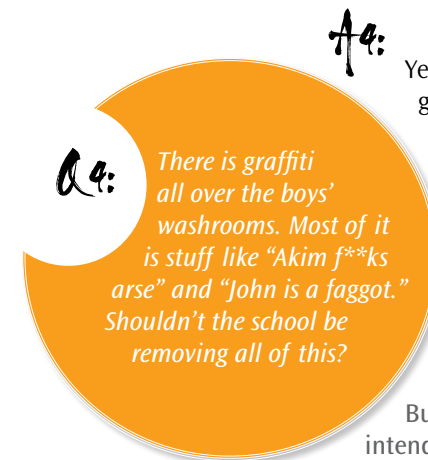 A4:
Ye
g
Q4:
There is graffiti
all over the boys'
washrooms. Most of it
is stuff like "Akim f**ks
arse" and "John is a faggot."
Shouldn't the school be
removing all of this?
Bu
intend